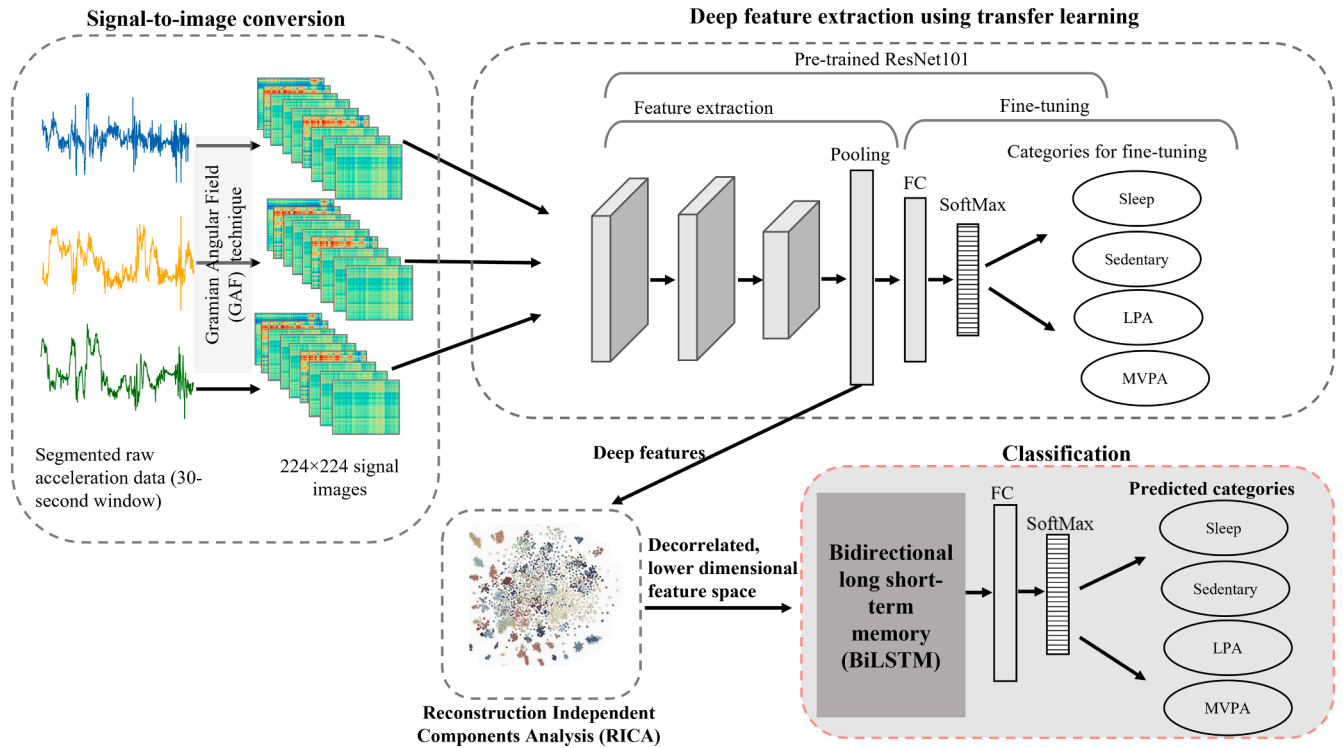 Signal-to-image conversion
Gramian Angular Field
(GAF) technique
Segmented raw
acceleration data (30-
second window)
224×224 signal
images
Deep feature extraction using transfer learning
Pre-trained ResNet101
Feature extraction
Fine-tuning
Pooling
FC
SoftMax
Categories for fine-tuning
Sleep
Sedentary
LPA
MVPA
Deep features
Reconstruction Independent
Components Analysis (RICA)
Decorrelated,
lower dimensional
feature space
Classification
Bidirectional
long short-
term
memory
(BiLSTM)
FC
SoftMax
Predicted categories
Sleep
Sedentary
LPA
MVPA